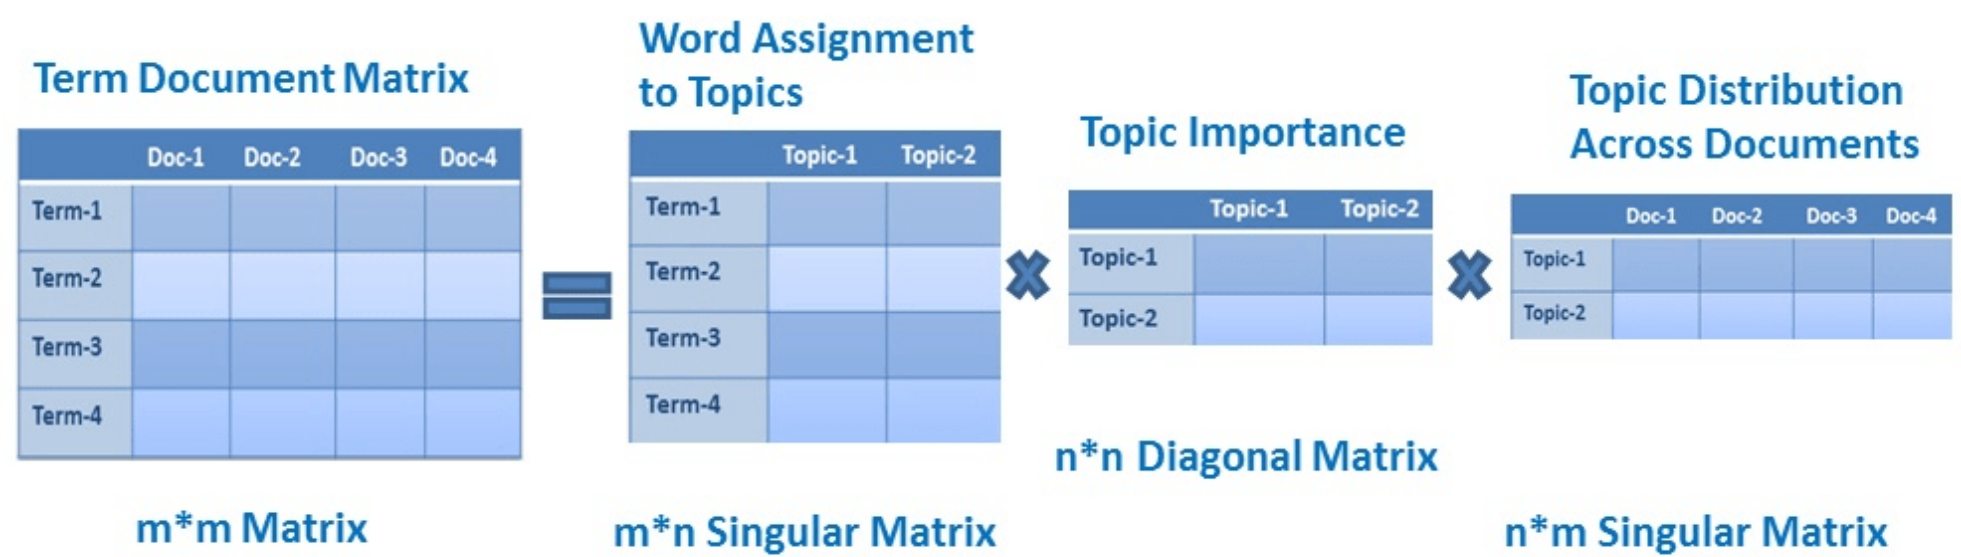 Term Document Matrix
Doc-1 Doc-2 Doc-3 Doc-4
Term-1
Term-2
Term-3
Term-4
m*m Matrix
Word Assignment
to Topics
Topic-1 Topic-2
Term-1
Term-2
Term-3
Term-4
m*n Singular Matrix
Topic Importance
Topic-1 Topic-2
Topic-1
Topic-2
n*n Diagonal Matrix
Topic Distribution
Across Documents
Doc-1 Doc-2 Doc-3 Doc-4
Topic-1
Topic-2
n*m Singular Matrix